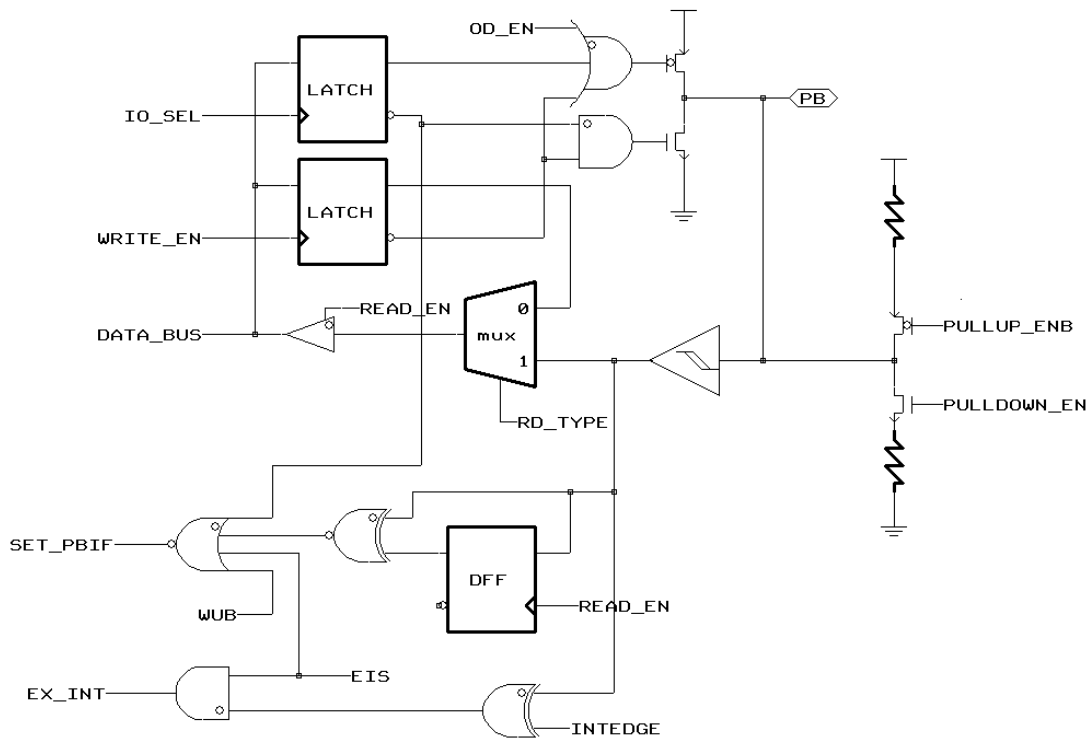 OD_EN
LATCH
PB
IO_SEL
LATCH
WRITE_EN
READ_EN
0
DATA_BUS
mux
PULLUP_ENB
1
PULLDOWN_EN
RD_TYPE
SET_PBIF
DFF
READ_EN
WUB
EIS
EX_INT
INTEDGE